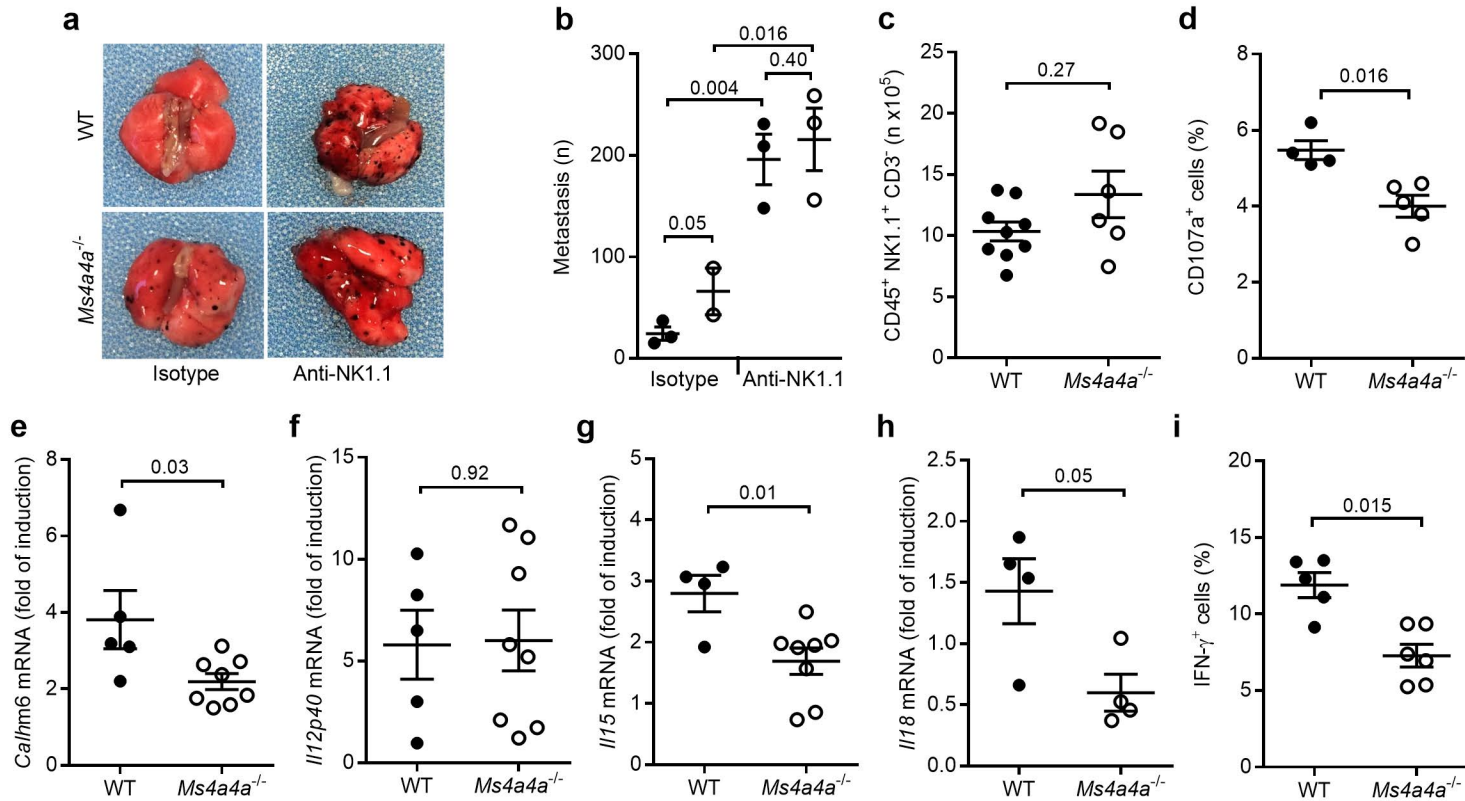 a
WT
Ms4a4a-/-
Isotype
Anti-NK1.1
b
Metastasis (n)
300
200
100
0
0.05
0.004
0.016
0.40
Isotype
Anti-NK1.1
c
CD45+ NK1.1+ CD3- (n x10⁵)
25
20
15
10
5
0
0.27
WT
Ms4a4a-/-
d
CD107a+ cells (%)
8
6
4
2
0
0.016
WT
Ms4a4a-/-
e
Calhm6 mRNA (fold of induction)
8
6
4
2
0
0.03
WT
Ms4a4a-/-
f
Il12p40 mRNA (fold of induction)
15
10
5
0
0.92
WT
Ms4a4a-/-
g
Il15 mRNA (fold of induction)
5
4
3
2
1
0
0.01
WT
Ms4a4a-/-
h
Il18 mRNA (fold of induction)
2.5
2.0
1.5
1.0
0.5
0.0
0.05
WT
Ms4a4a-/-
i
IFN-γ+ cells (%)
20
15
10
5
0
0.015
WT
Ms4a4a-/-